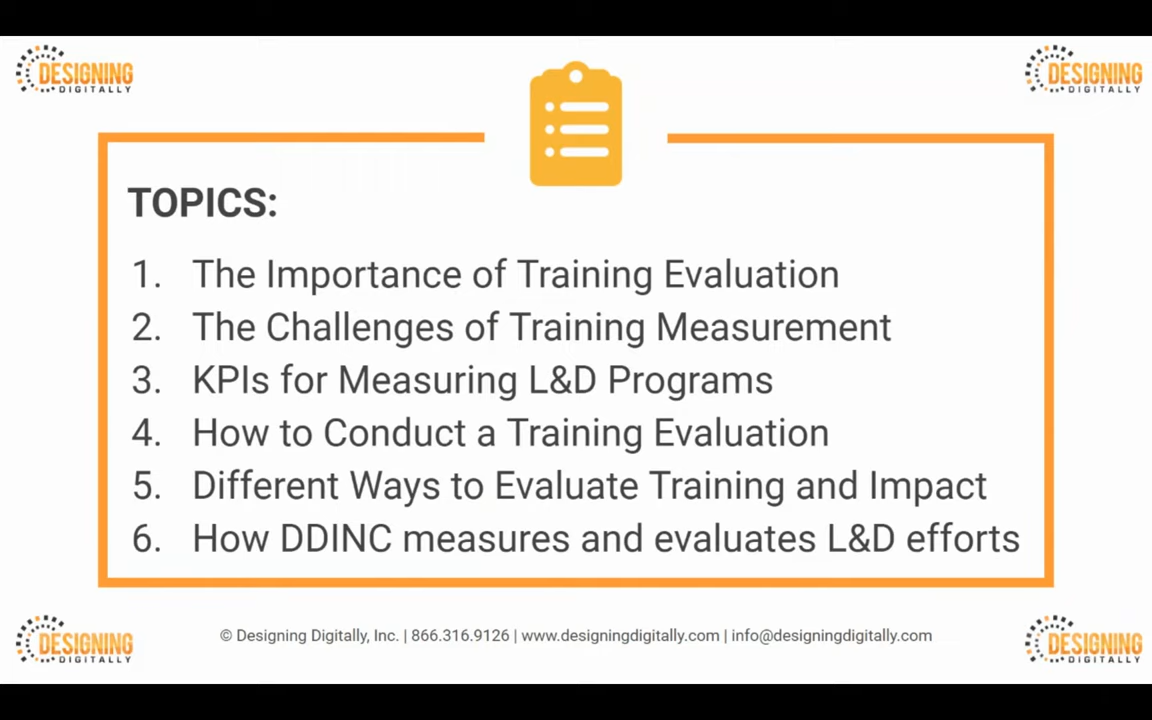 DESIGNING
DIGITALLY
DESIGNING
DIGITALLY
TOPICS:
1. The Importance of Training Evaluation
2. The Challenges of Training Measurement
3. KPIs for Measuring L&D Programs
4. How to Conduct a Training Evaluation
5. Different Ways to Evaluate Training and Impact
6. How DDINC measures and evaluates L&D efforts
DESIGNING
DIGITALLY
© Designing Digitally, Inc. | 866.316.9126 | www.designingdigitally.com | info@designingdigitally.com
DESIGNING
DIGITALLY